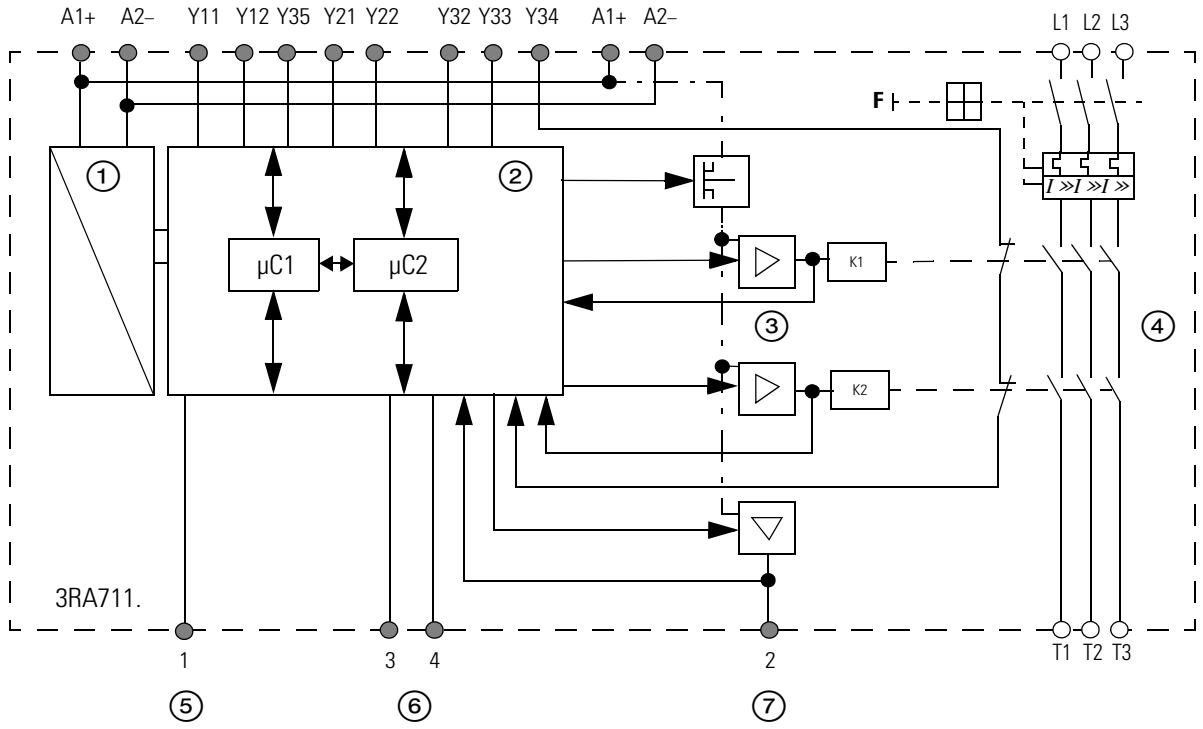 A1+ A2– Y11 Y12 Y35 Y21 Y22 Y32 Y33 Y34 A1+ A2– L1 L2 L3
F
① ②
I ≫ I ≫ I ≫
µC1 µC2 K1
③ ④
K2
3RA711.
1 3 4 2 T1 T2 T3
⑤ ⑥ ⑦